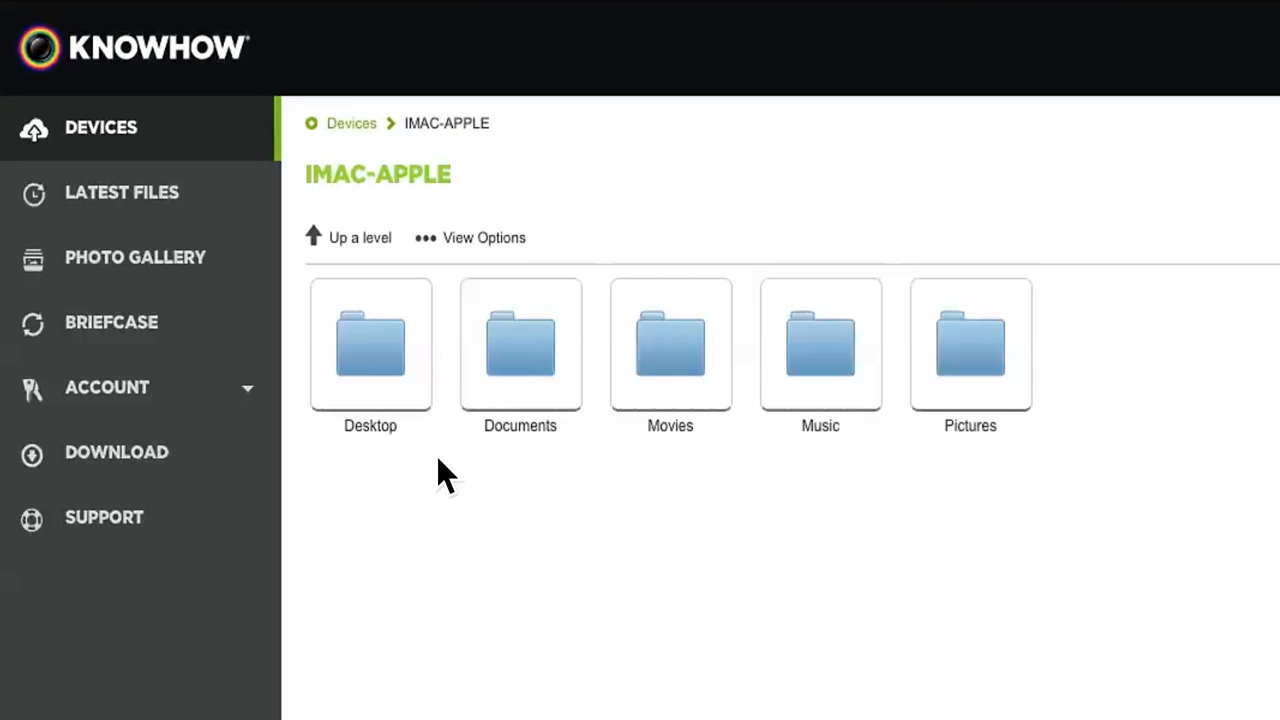 KNOWHOW
DEVICES
LATEST FILES
PHOTO GALLERY
BRIEFCASE
ACCOUNT
DOWNLOAD
SUPPORT
Devices IMAC-APPLE
IMAC-APPLE
Up a level ••• View Options
Desktop Documents Movies Music Pictures